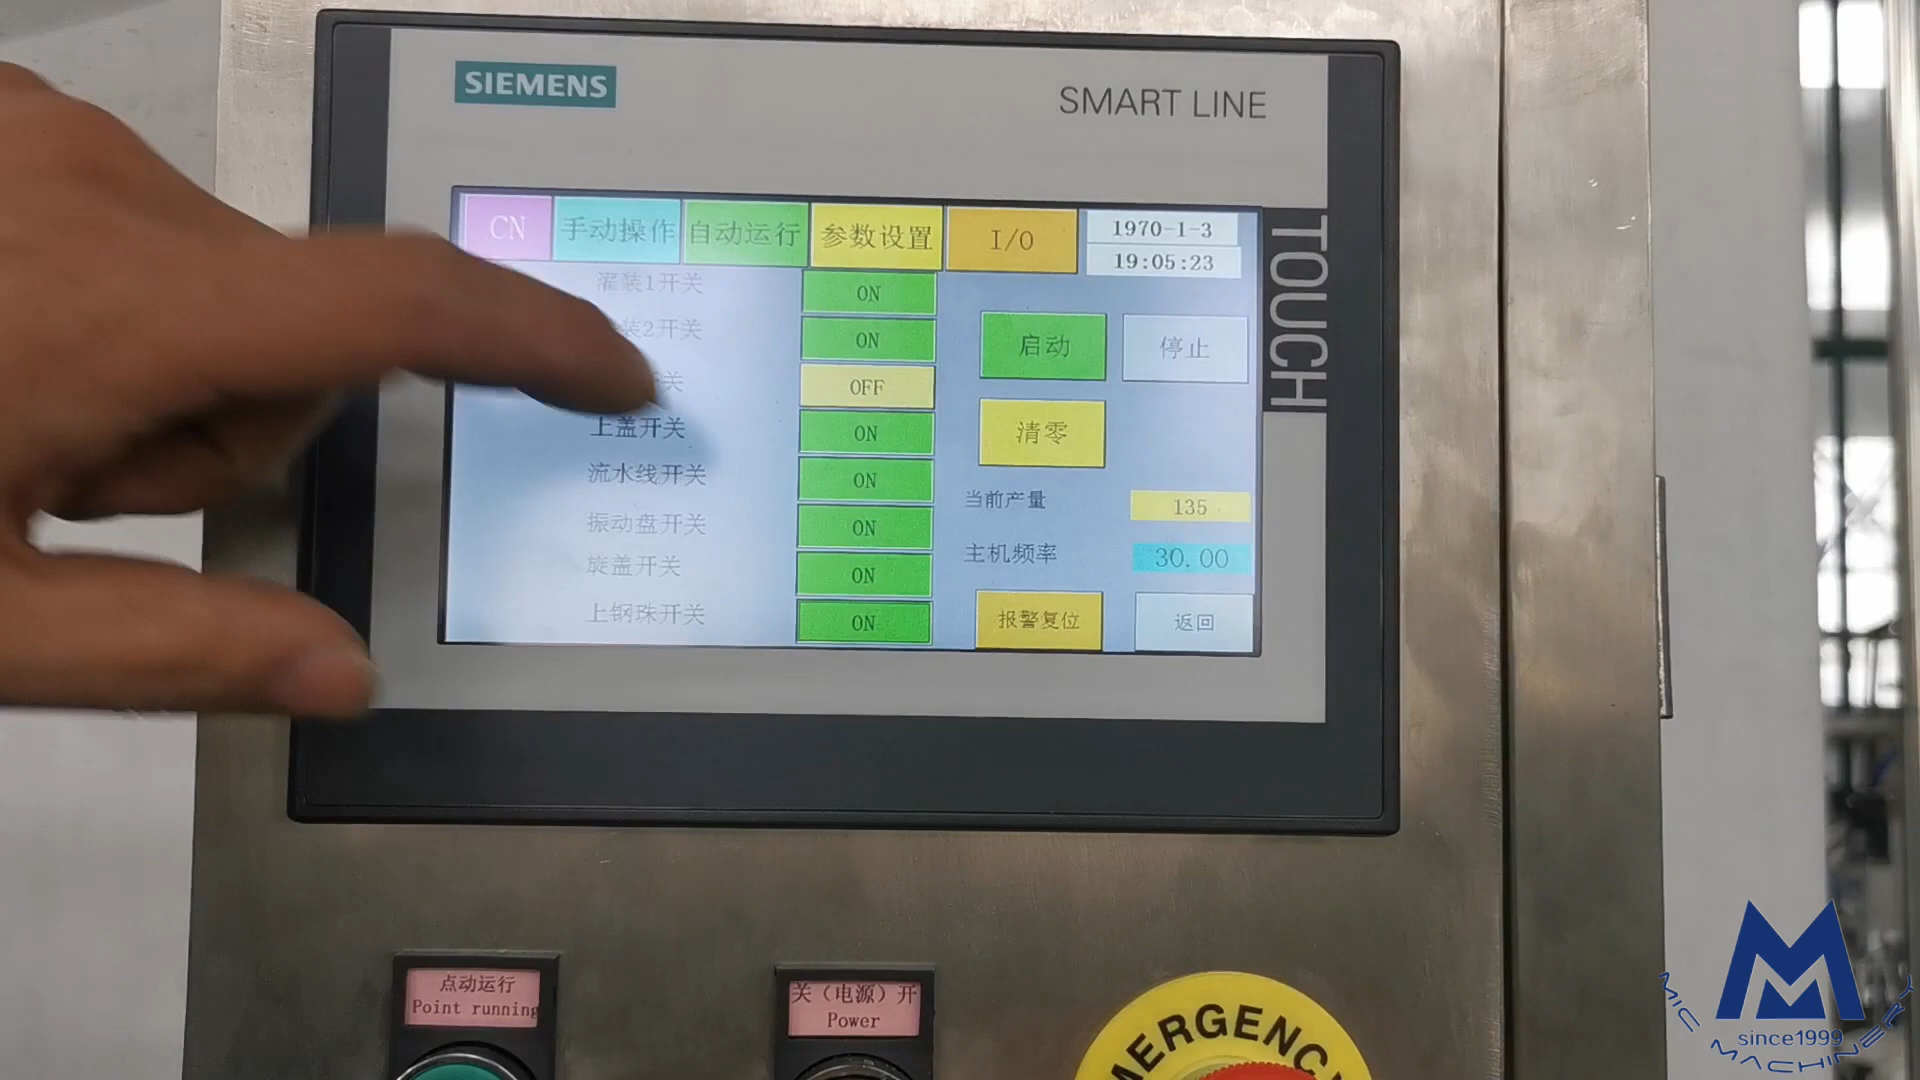 SIEMENS
SMART LINE
TOUCH
CN 手动操作 自动运行 参数设置 I/O 1970-1-3
19:05:23
灌装1开关 ON
装2开关 ON
关 OFF
上盖开关 ON
流水线开关 ON
振动盘开关 ON
旋盖开关 ON
上钢珠开关 ON
启动 停止
清零
当前产量 135
主机频率 30.00
报警复位 返回
点动运行
Point running
关（电源）开
Power
MERGENC
M
since1999
MIC MACHINERY